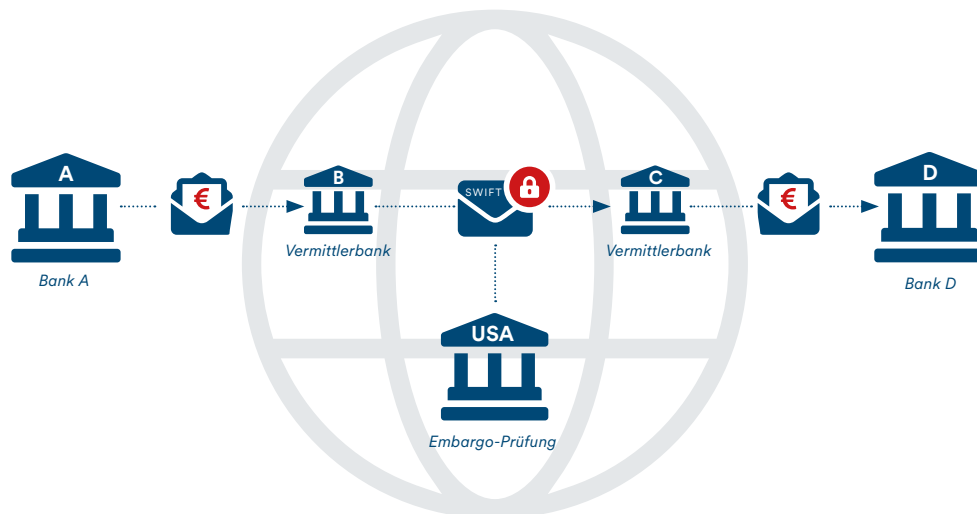 A
€
B
SWIFT
C
€
D
Bank A
Vermittlerbank
Vermittlerbank
Bank D
USA
Embargo-Prüfung